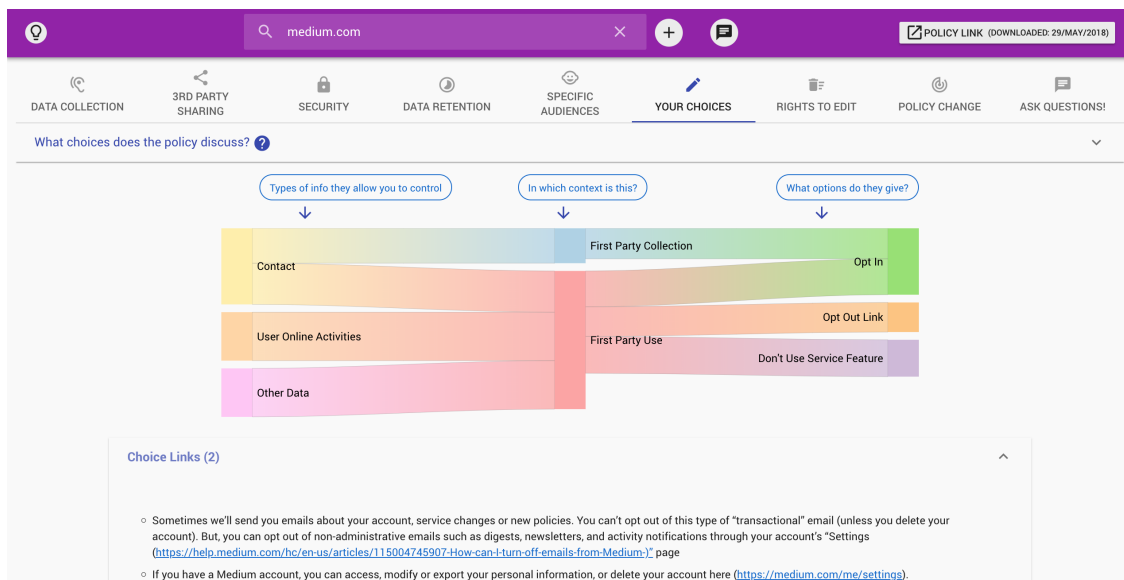 medium.com
POLICY LINK (DOWNLOADED: 29/MAY/2018)
DATA COLLECTION
3RD PARTY
SHARING
SECURITY
DATA RETENTION
SPECIFIC
AUDIENCES
YOUR CHOICES
RIGHTS TO EDIT
POLICY CHANGE
ASK QUESTIONS!
What choices does the policy discuss? ?
Types of info they allow you to control
In which context is this?
What options do they give?
Contact
User Online Activities
Other Data
First Party Collection
First Party Use
Opt In
Opt Out Link
Don't Use Service Feature
Choice Links (2)
Sometimes we'll send you emails about your account, service changes or new policies. You can't opt out of this type of “transactional” email (unless you delete your
account). But, you can opt out of non-administrative emails such as digests, newsletters, and activity notifications through your account's “Settings
(https://help.medium.com/hc/en-us/articles/115004745907-How-can-I-turn-off-emails-from-Medium-)” page
If you have a Medium account, you can access, modify or export your personal information, or delete your account here (https://medium.com/me/settings).